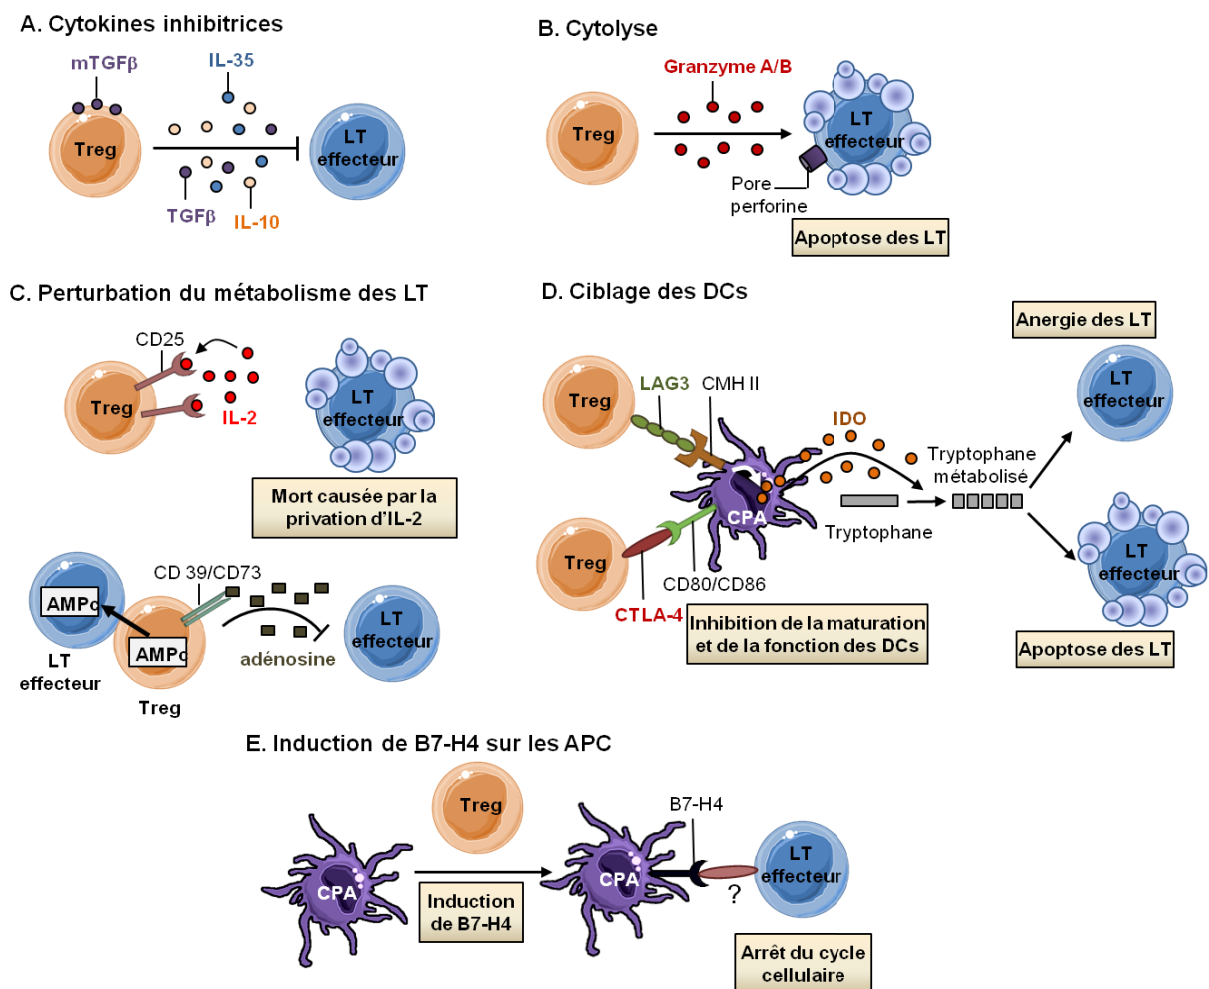 A. Cytokines inhibitrices
mTGFβ
IL-35
Treg
LT
effecteur
TGFβ
IL-10
B. Cytolyse
Granzyme A/B
Treg
LT
effecteur
Pore
perforine
Apoptose des LT
C. Perturbation du métabolisme des LT
CD25
Treg
IL-2
LT
effecteur
Mort causée par la
privation d'IL-2
CD 39/CD73
AMPc
AMPc
LT
effecteur
Treg
adénosine
LT
effecteur
D. Ciblage des DCs
Treg
LAG3
CMH II
IDO
CPA
Tryptophane
métabolisé
Tryptophane
Treg
CD80/CD86
CTLA-4
Inhibition de la maturation
et de la fonction des DCs
Anergie des LT
LT
effecteur
LT
effecteur
Apoptose des LT
E. Induction de B7-H4 sur les APC
Treg
CPA
Induction
de B7-H4
CPA
B7-H4
?
LT
effecteur
Arrêt du cycle
cellulaire